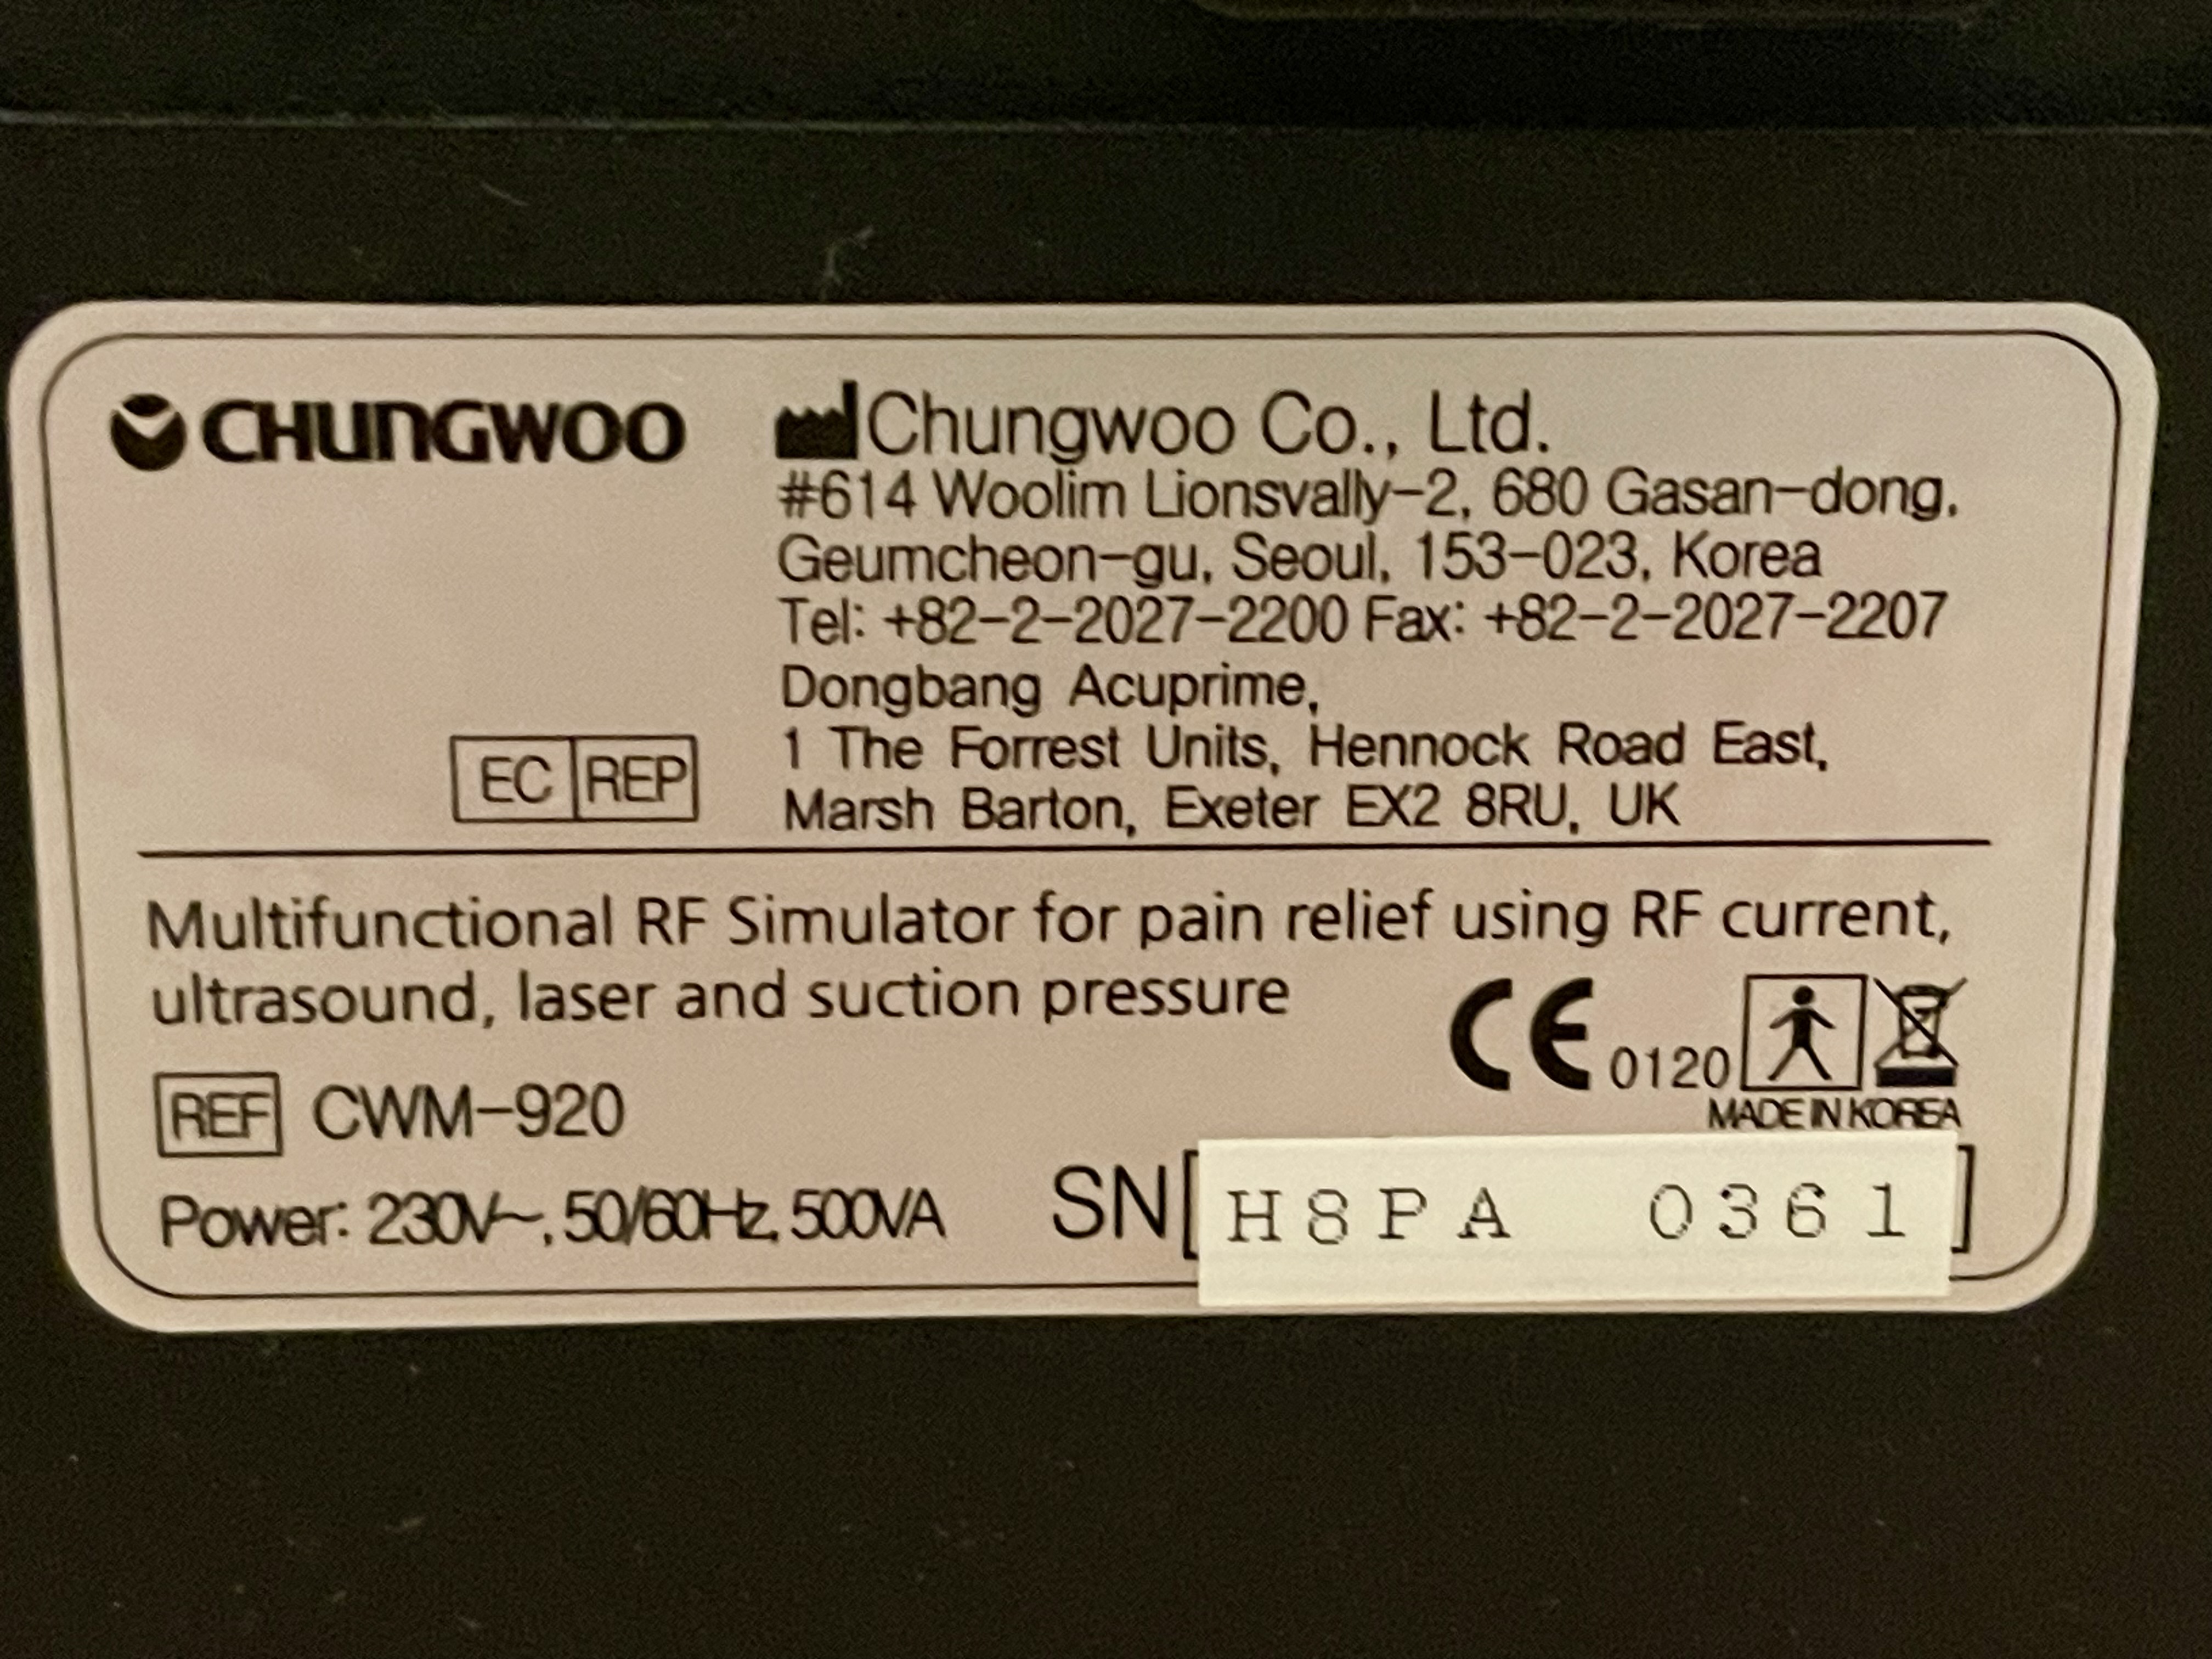 CHUNGWOO
Chungwoo Co., Ltd.
#614 Woolim Lionsvally-2, 680 Gasan-dong,
Geumcheon-gu, Seoul, 153-023, Korea
Tel: +82-2-2027-2200 Fax: +82-2-2027-2207
EC REP
Dongbang Acuprime,
1 The Forrest Units, Hennock Road East,
Marsh Barton, Exeter EX2 8RU, UK
Multifunctional RF Simulator for pain relief using RF current,
ultrasound, laser and suction pressure
CE 0120
MADE IN KOREA
REF CWM-920
Power: 230V~, 50/60Hz, 500VA
SN[H8PA 0361]